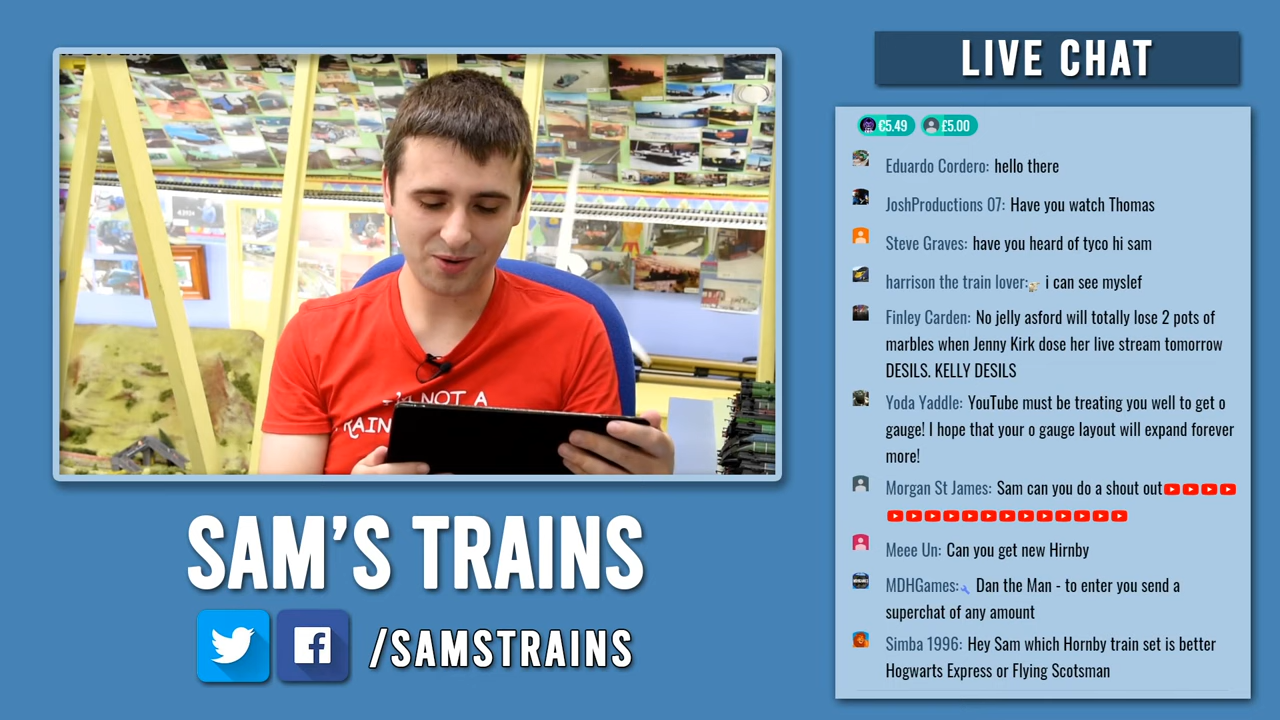 LIVE CHAT
€5.49 £5.00
Eduardo Cordero: hello there
JoshProductions 07: Have you watch Thomas
Steve Graves: have you heard of tyco hi sam
harrison the train lover: i can see myslef
Finley Carden: No jelly asford will totally lose 2 pots of
marbles when Jenny Kirk dose her live stream tomorrow
DESILS. KELLY DESILS
Yoda Yaddle: YouTube must be treating you well to get o
gauge! I hope that your o gauge layout will expand forever
more!
Morgan St James: Sam can you do a shout out
Meee Un: Can you get new Hirnby
MDHGames: Dan the Man - to enter you send a
superchat of any amount
Simba 1996: Hey Sam which Hornby train set is better
Hogwarts Express or Flying Scotsman
I'M NOT A
SAM'S TRAINS
/SAMSTRAINS